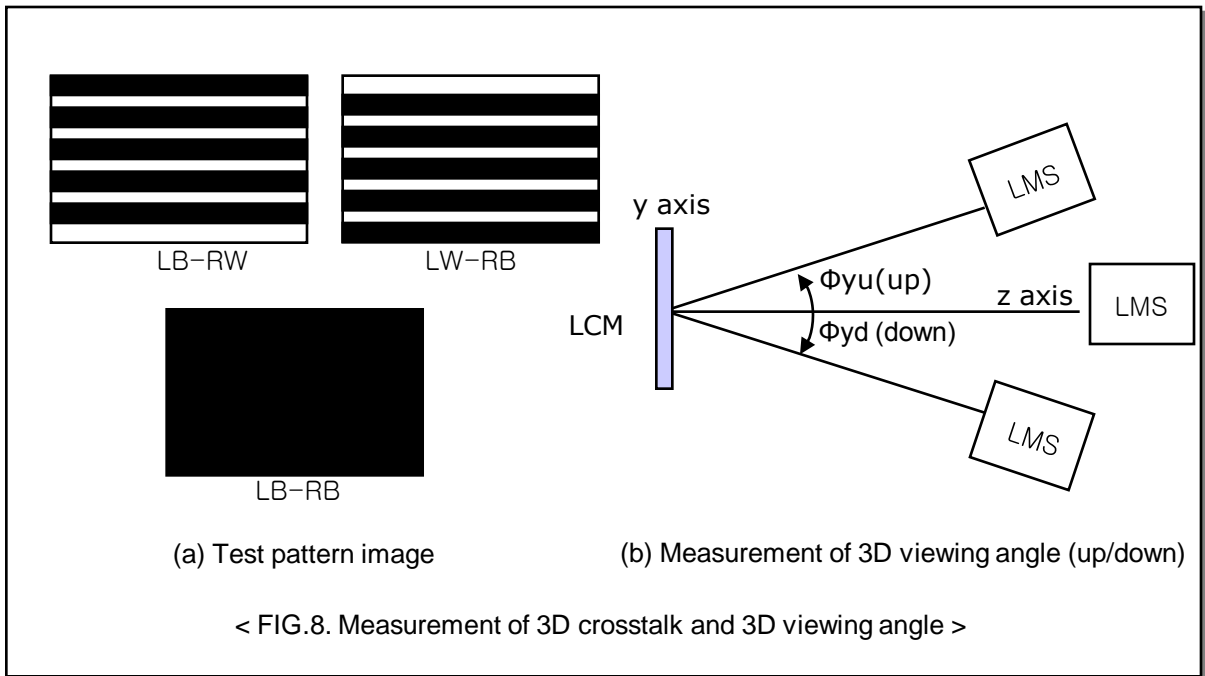 LB-RW
LW-RB
LB-RB
(a) Test pattern image
y axis
LCM
Φyu(up)
Φyd (down)
z axis
LMS
LMS
LMS
(b) Measurement of 3D viewing angle (up/down)
< FIG.8. Measurement of 3D crosstalk and 3D viewing angle >